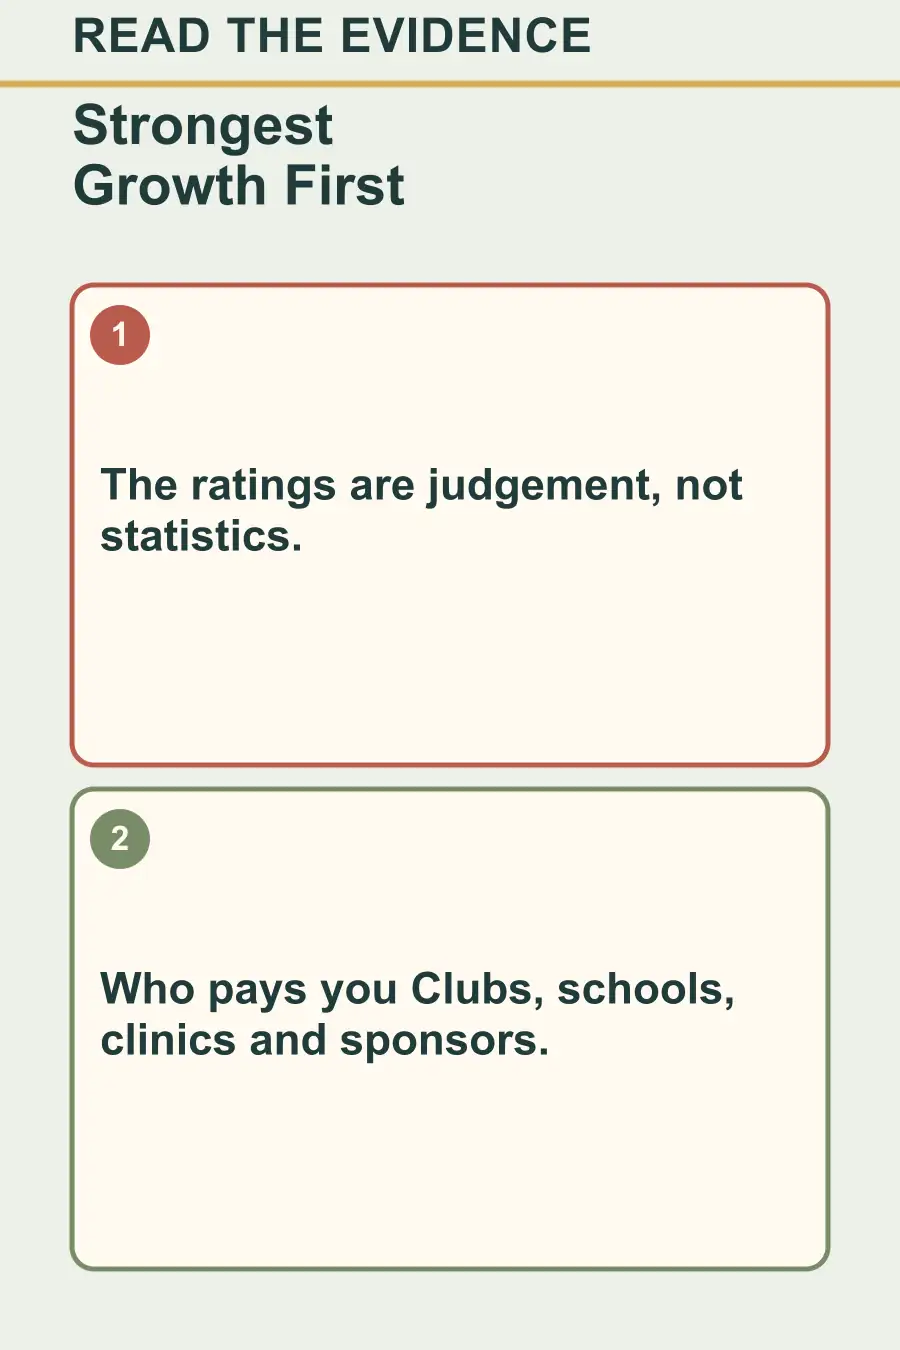 READ THE EVIDENCE
Strongest
Growth First
1
The ratings are judgement, not
statistics.
2
Who pays you Clubs, schools,
clinics and sponsors.